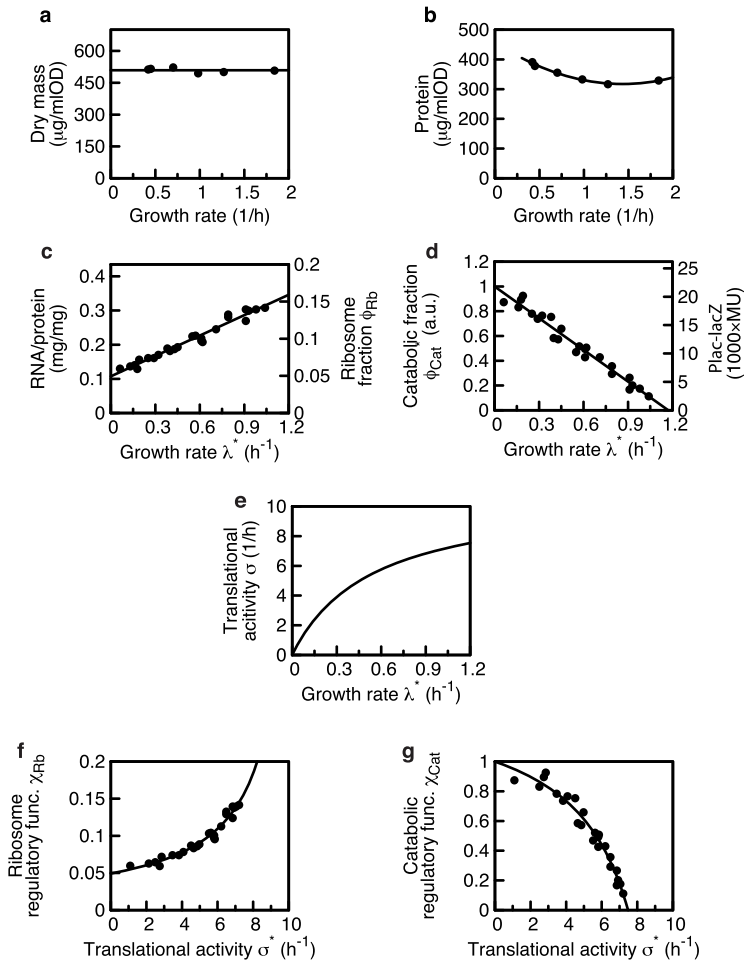 a
Dry mass
(µg/mlOD)
600
450
300
150
0
0 0.5 1 1.5 2
Growth rate (1/h)
b
Protein
(µg/mlOD)
500
400
300
200
100
0
0 0.5 1 1.5 2
Growth rate (1/h)
c
RNA/protein
(mg/mg)
0.4
0.3
0.2
0.1
0
0.2
0.15
0.1
0.05
0
Ribosome
fraction ϕRb
0 0.3 0.6 0.9 1.2
Growth rate λ* (h-1)
d
Catabolic fraction
ϕCat (a.u.)
1.2
1
0.8
0.6
0.4
0.2
0
25
20
15
10
5
0
Plac-lacZ
(1000×MU)
0 0.3 0.6 0.9 1.2
Growth rate λ* (h-1)
e
Translational
acitivity σ (1/h)
10
8
6
4
2
0
0 0.3 0.6 0.9 1.2
Growth rate λ* (h-1)
f
Ribosome
regulatory func. χRb
0.2
0.15
0.1
0.05
0
0 2 4 6 8 10
Translational activity σ* (h-1)
g
Catabolic
regulatory func. χCat
1
0.8
0.6
0.4
0.2
0
0 2 4 6 8 10
Translational activity σ* (h-1)